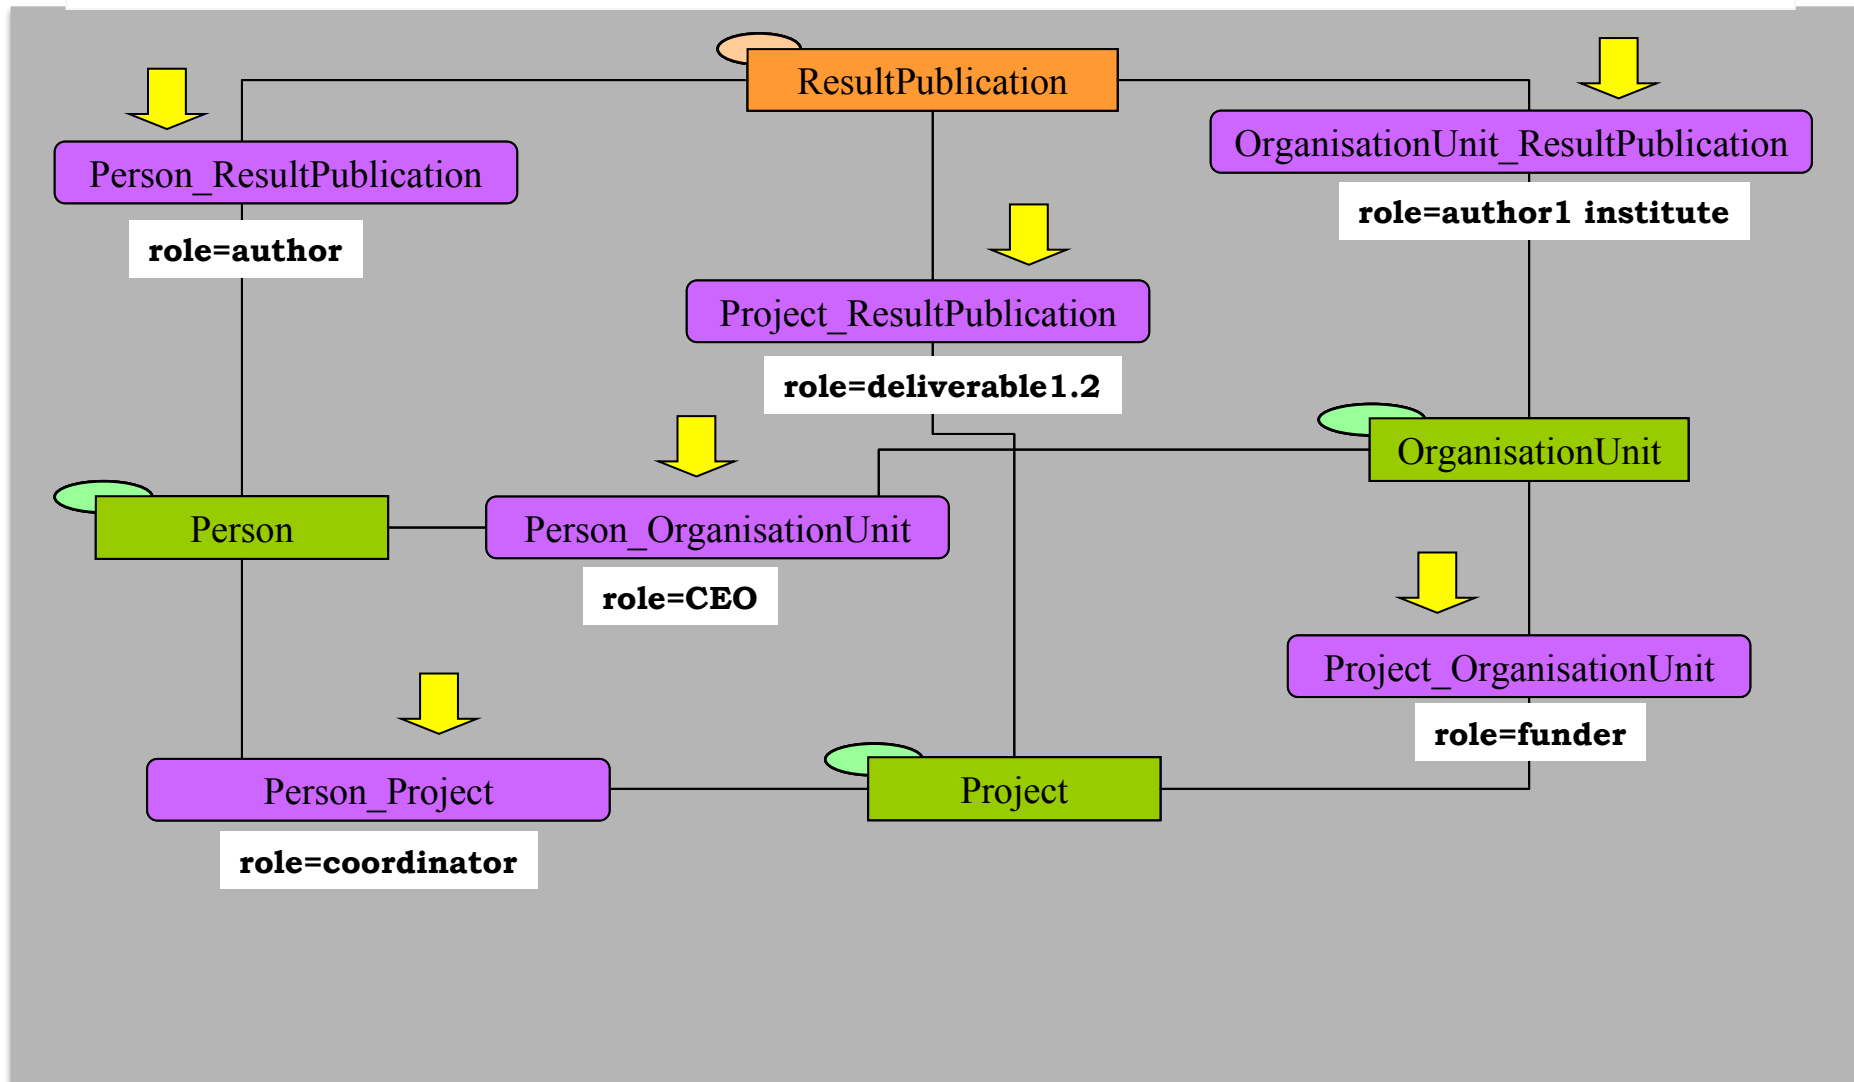 ResultPublication
Person_ResultPublication
role=author
OrganisationUnit_ResultPublication
role=author1 institute
Project_ResultPublication
role=deliverable1.2
OrganisationUnit
Person
Person_OrganisationUnit
role=CEO
Project_OrganisationUnit
role=funder
Person_Project
role=coordinator
Project